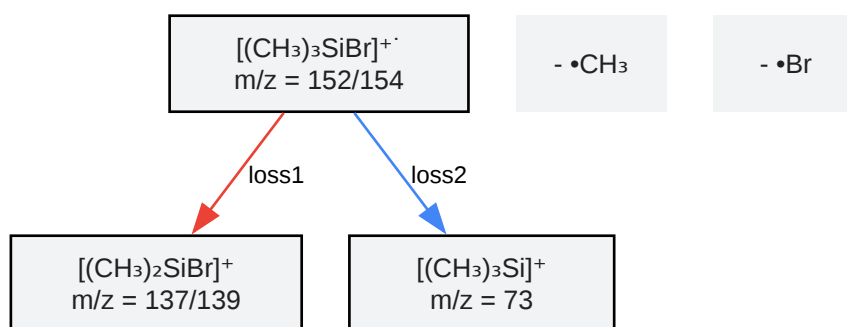 [(CH₃)₃SiBr]⁺˙
m/z = 152/154
- •CH₃
- •Br
loss1
loss2
[(CH₃)₂SiBr]⁺
m/z = 137/139
[(CH₃)₃Si]⁺
m/z = 73